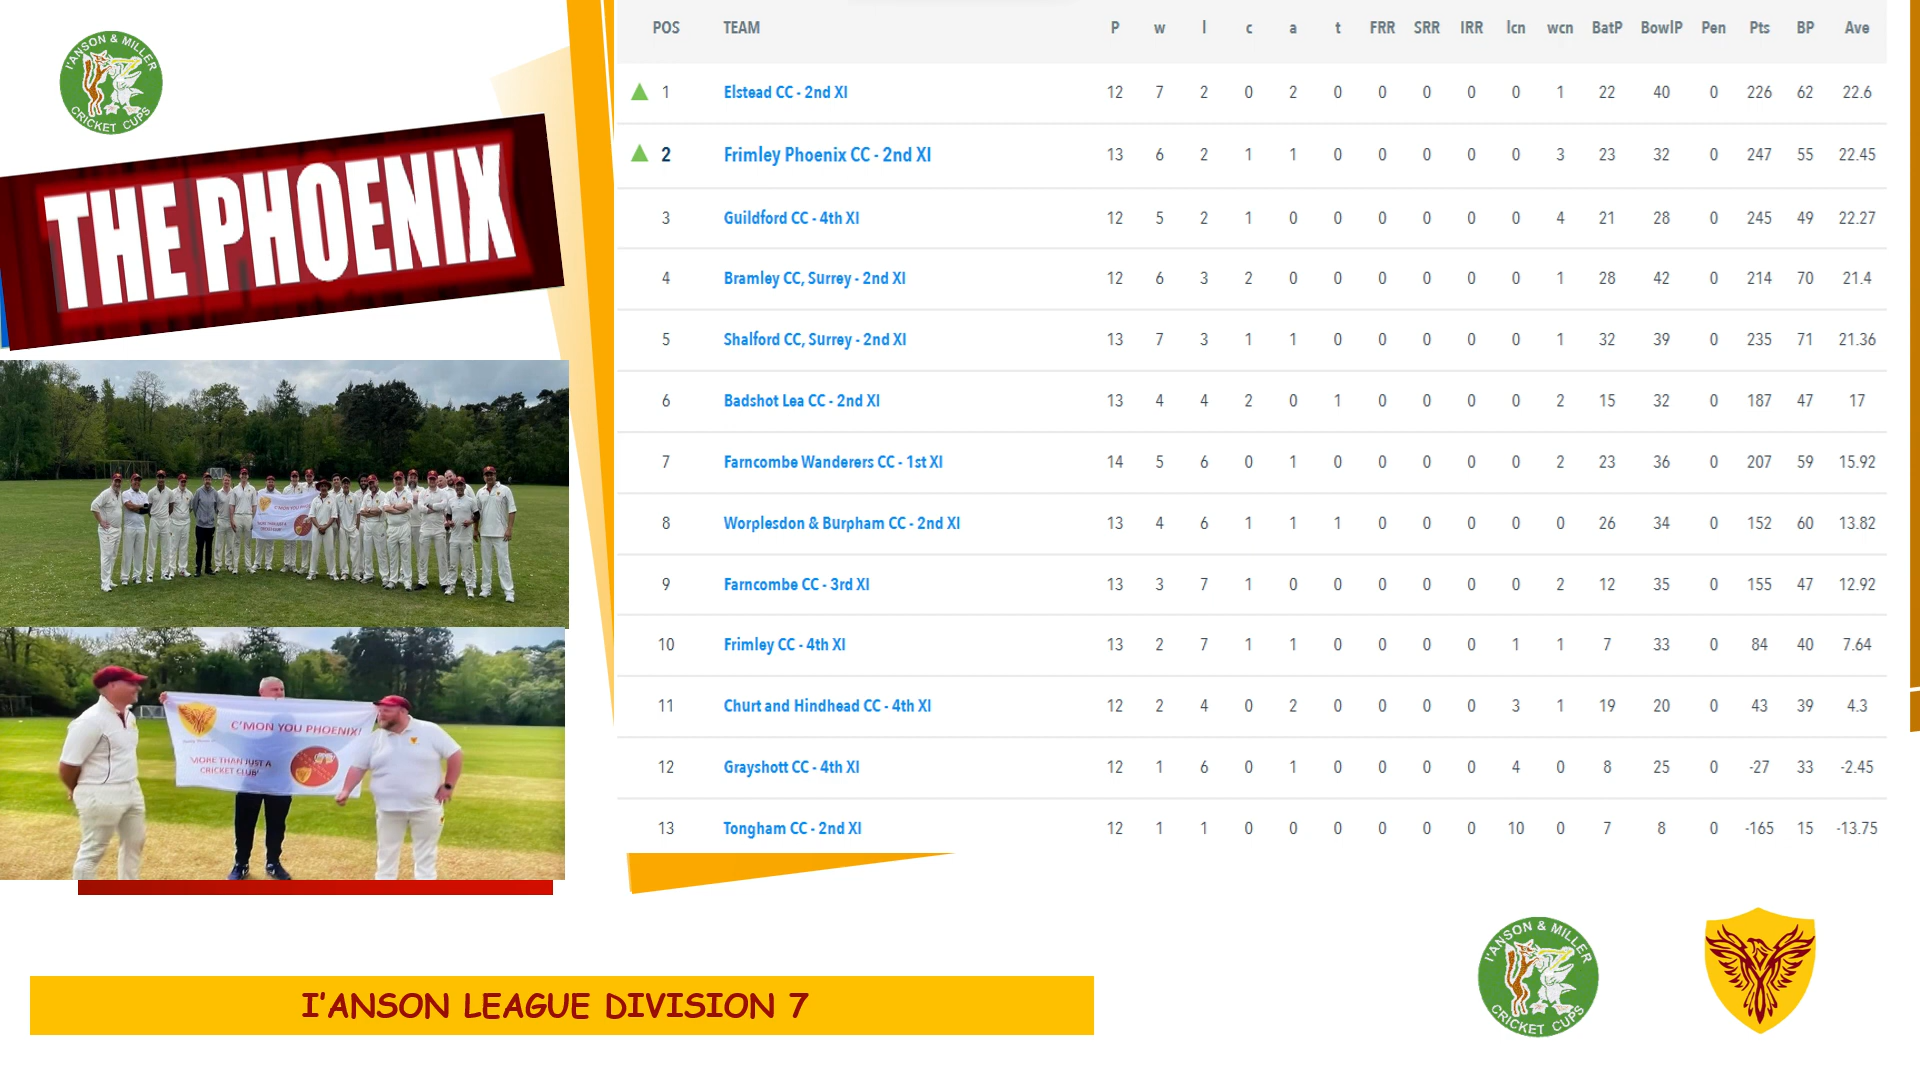 I'ANSON & MILLER
CRICKET CUPS
THE PHOENIX
C'MON YOU PHOENIX!
'MORE THAN JUST A
CRICKET CLUB'
POS TEAM P w l c a t FRR SRR IRR lcn wcn BatP BowlP Pen Pts BP Ave
1 Elstead CC - 2nd XI 12 7 2 0 2 0 0 0 0 0 1 22 40 0 226 62 22.6
2 Frimley Phoenix CC - 2nd XI 13 6 2 1 1 0 0 0 0 0 3 23 32 0 247 55 22.45
3 Guildford CC - 4th XI 12 5 2 1 0 0 0 0 0 0 4 21 28 0 245 49 22.27
4 Bramley CC, Surrey - 2nd XI 12 6 3 2 0 0 0 0 0 0 1 28 42 0 214 70 21.4
5 Shalford CC, Surrey - 2nd XI 13 7 3 1 1 0 0 0 0 0 1 32 39 0 235 71 21.36
6 Badshot Lea CC - 2nd XI 13 4 4 2 0 1 0 0 0 0 2 15 32 0 187 47 17
7 Farncombe Wanderers CC - 1st XI 14 5 6 0 1 0 0 0 0 0 2 23 36 0 207 59 15.92
8 Worplesdon & Burpham CC - 2nd XI 13 4 6 1 1 1 0 0 0 0 0 26 34 0 152 60 13.82
9 Farncombe CC - 3rd XI 13 3 7 1 0 0 0 0 0 0 2 12 35 0 155 47 12.92
10 Frimley CC - 4th XI 13 2 7 1 1 0 0 0 0 1 1 7 33 0 84 40 7.64
11 Churt and Hindhead CC - 4th XI 12 2 4 0 2 0 0 0 0 3 1 19 20 0 43 39 4.3
12 Grayshott CC - 4th XI 12 1 6 0 1 0 0 0 0 4 0 8 25 0 -27 33 -2.45
13 Tongham CC - 2nd XI 12 1 1 0 0 0 0 0 0 10 0 7 8 0 -165 15 -13.75
I'ANSON LEAGUE DIVISION 7
I'ANSON & MILLER
CRICKET CUPS